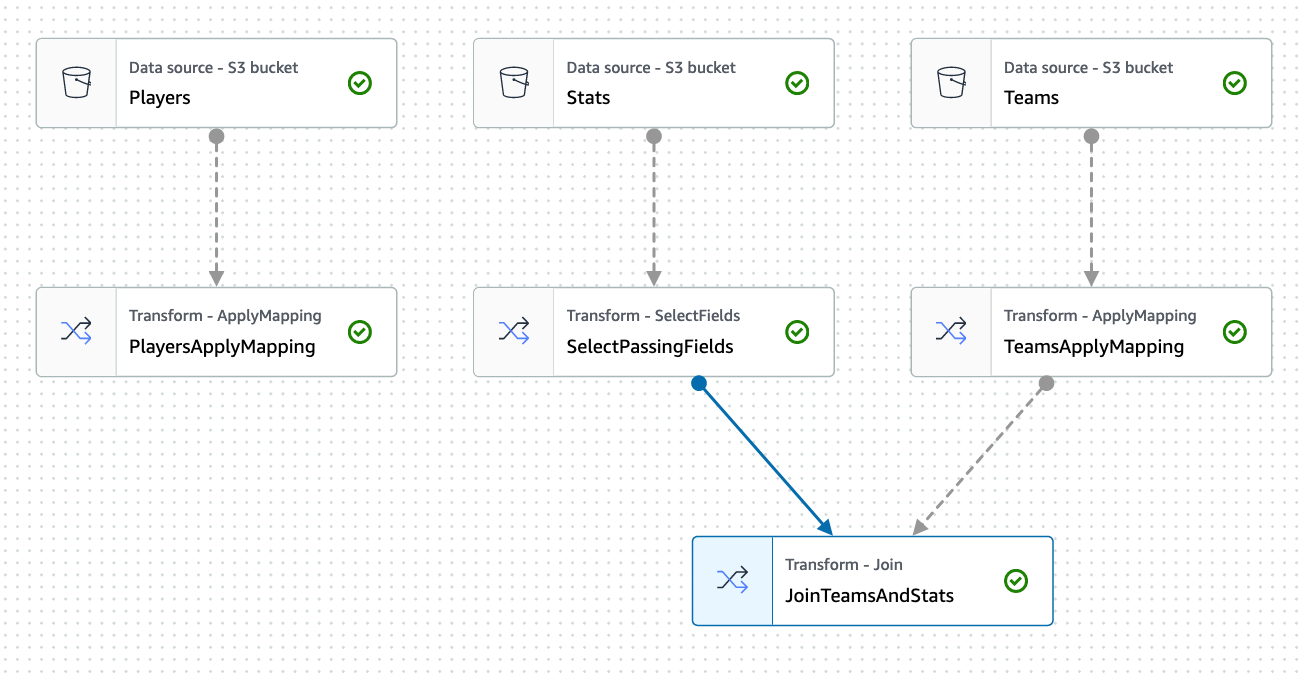 Data source - S3 bucket
Players
Data source - S3 bucket
Stats
Data source - S3 bucket
Teams
Transform - ApplyMapping
PlayersApplyMapping
Transform - SelectFields
SelectPassingFields
Transform - ApplyMapping
TeamsApplyMapping
Transform - Join
JoinTeamsAndStats